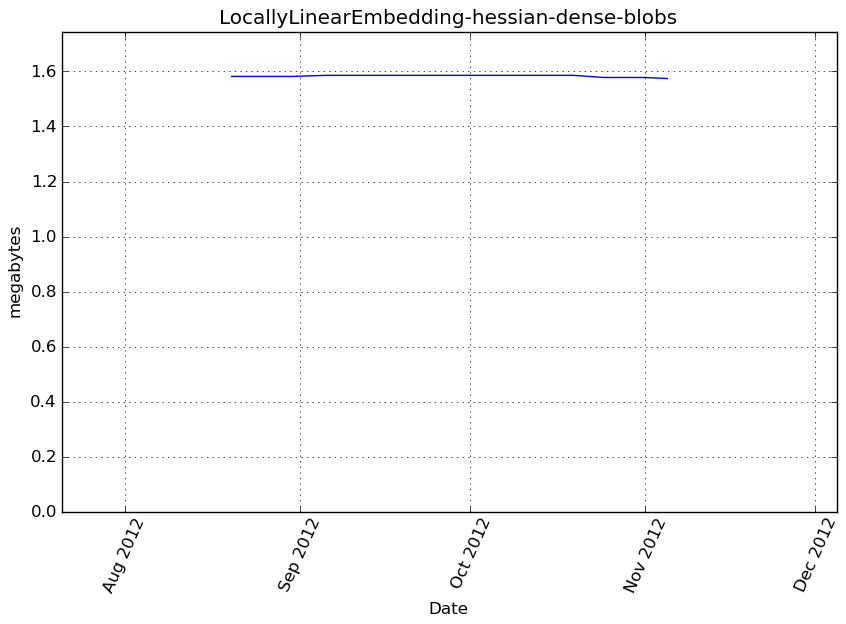 LocallyLinearEmbedding-hessian-dense-blobs
1.6
1.4
1.2
1.0
0.8
0.6
0.4
0.2
0.0
megabytes
Aug 2012
Sep 2012
Oct 2012
Nov 2012
Dec 2012
Date